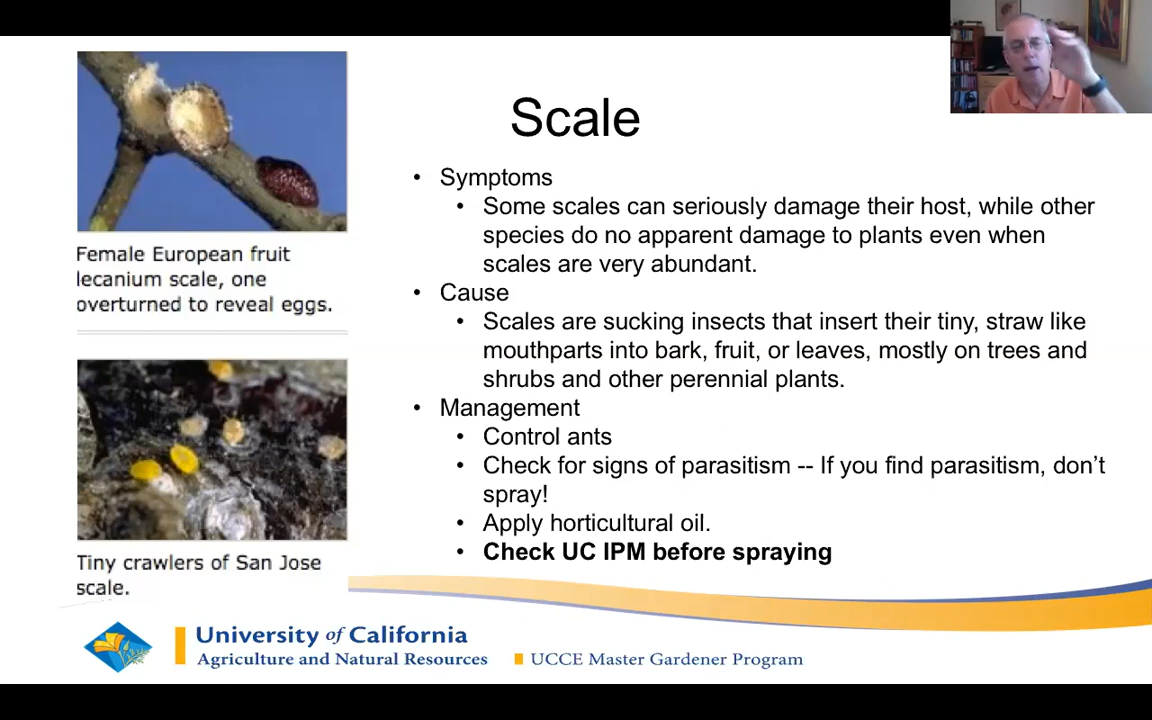 Scale
Female European fruit
lecanium scale, one
overturned to reveal eggs.
Tiny crawlers of San Jose
scale.
• Symptoms
• Some scales can seriously damage their host, while other
species do no apparent damage to plants even when
scales are very abundant.
• Cause
• Scales are sucking insects that insert their tiny, straw like
mouthparts into bark, fruit, or leaves, mostly on trees and
shrubs and other perennial plants.
• Management
• Control ants
• Check for signs of parasitism -- If you find parasitism, don’t
spray!
• Apply horticultural oil.
• Check UC IPM before spraying
University of California
Agriculture and Natural Resources
UCCE Master Gardener Program